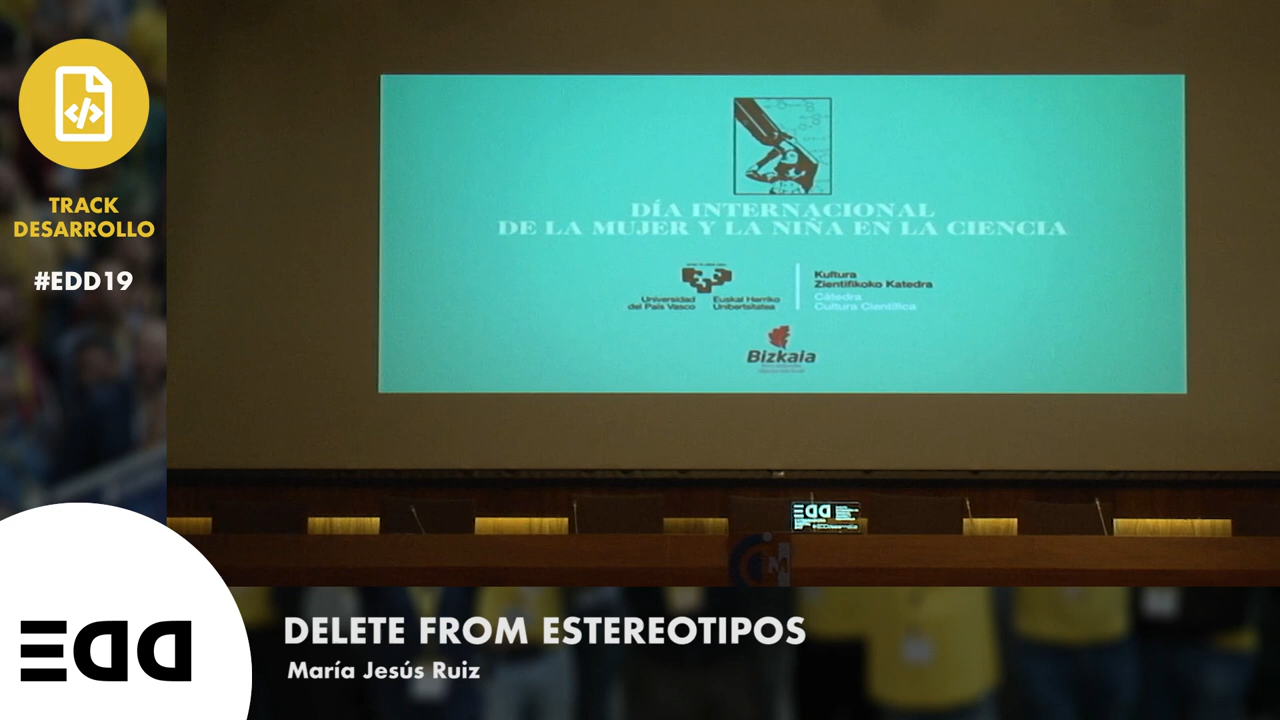 </>
TRACK
DESARROLLO
#EDD19
DÍA INTERNACIONAL
DE LA MUJER Y LA NIÑA EN LA CIENCIA
Universidad
del País Vasco
Euskal Herriko
Unibertsitatea
Kultura
Zientifikoko Katedra
Cátedra
Cultura Científica
Bizkaia
EDD
EDD
DELETE FROM ESTEREOTIPOS
María Jesús Ruiz